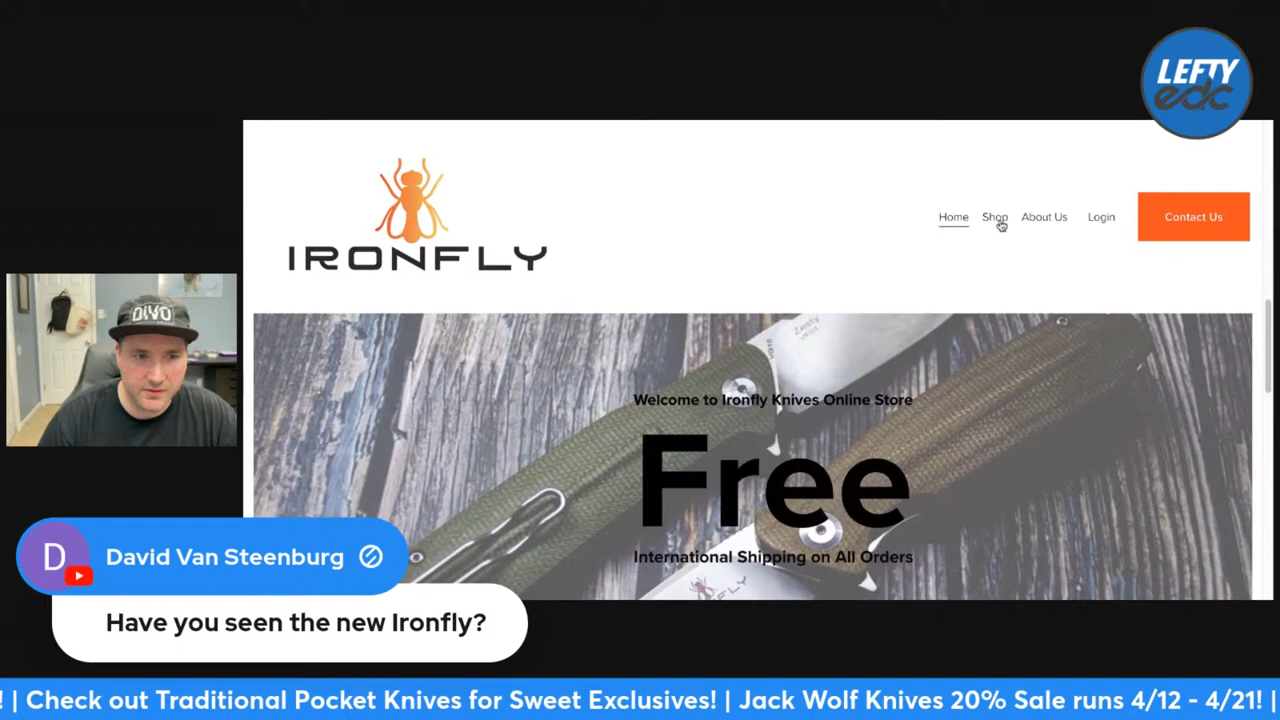 LEFTY
edc
IRONFLY
Home Shop About Us Login Contact Us
DIVO
Zesty
VG10
Welcome to Ironfly Knives Online Store
Free
International Shipping on All Orders
D David Van Steenburg
Have you seen the new Ironfly?
! | Check out Traditional Pocket Knives for Sweet Exclusives! | Jack Wolf Knives 20% Sale runs 4/12 - 4/21! |